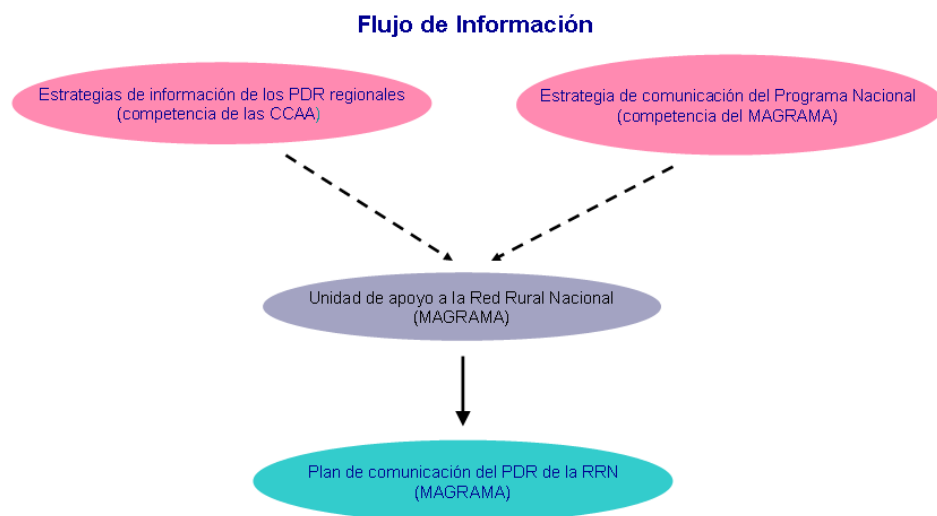 Flujo de Información
Estrategias de información de los PDR regionales
(competencia de las CCAA)
Estrategia de comunicación del Programa Nacional
(competencia del MAGRAMA)
Unidad de apoyo a la Red Rural Nacional
(MAGRAMA)
Plan de comunicación del PDR de la RRN
(MAGRAMA)